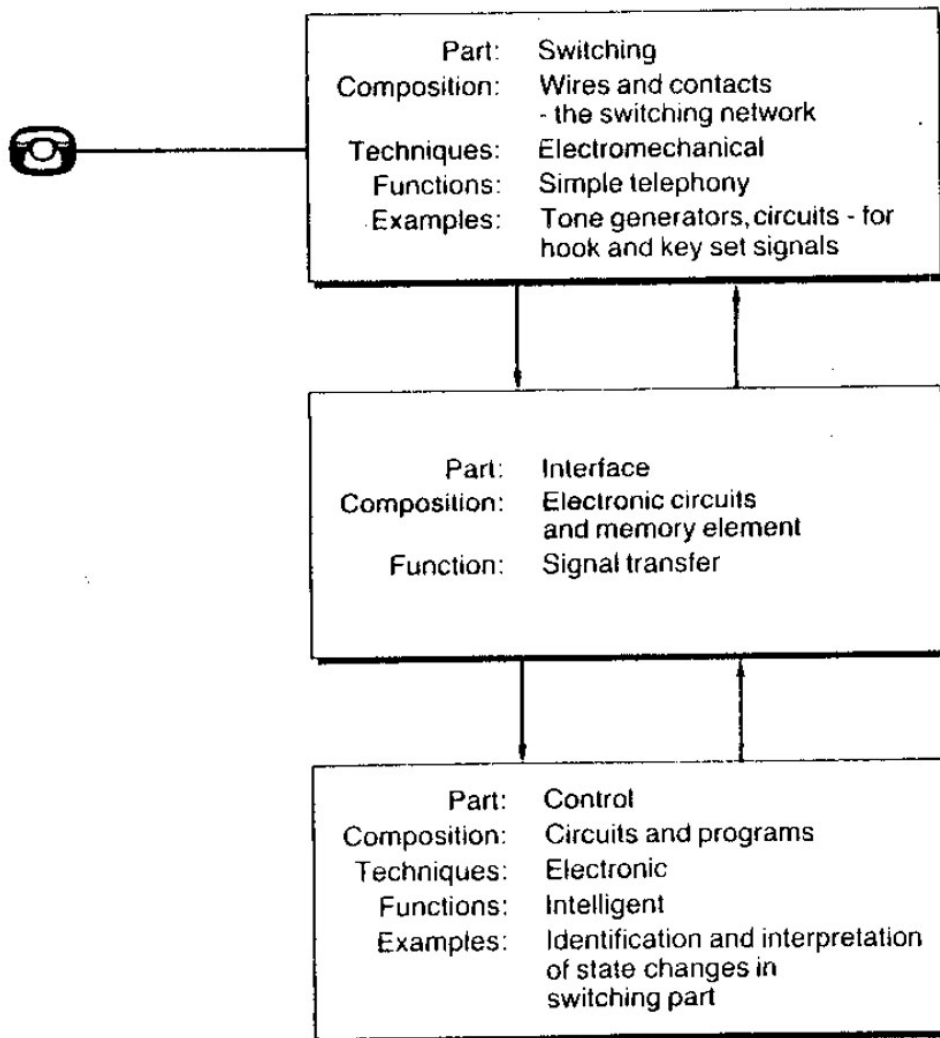 Part: Switching
Composition: Wires and contacts
- the switching network
Techniques: Electromechanical
Functions: Simple telephony
Examples: Tone generators, circuits - for
hook and key set signals
Part: Interface
Composition: Electronic circuits
and memory element
Function: Signal transfer
Part: Control
Composition: Circuits and programs
Techniques: Electronic
Functions: Intelligent
Examples: Identification and interpretation
of state changes in
switching part